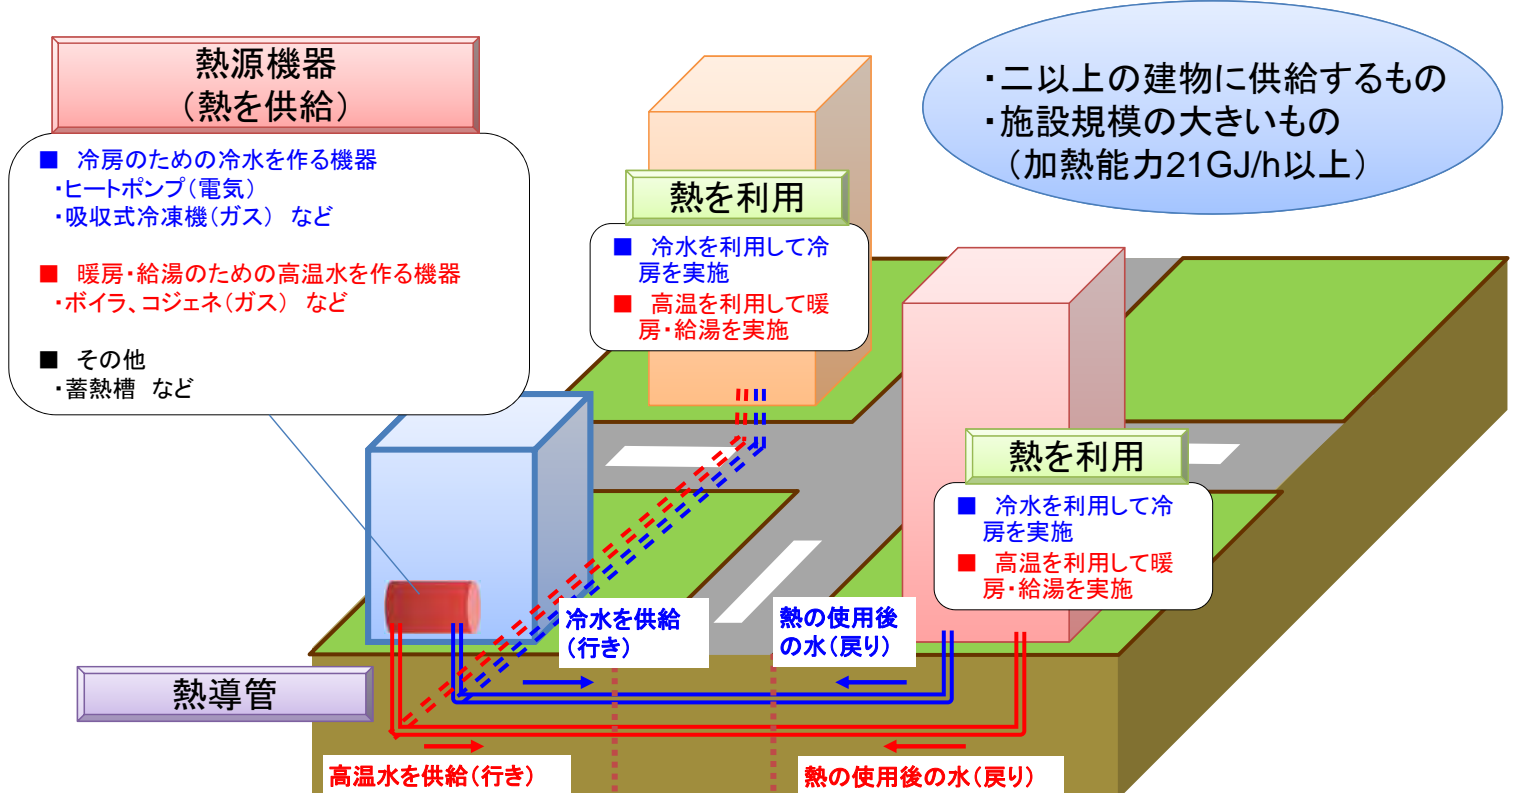 熱源機器
(熱を供給)
■ 冷房のための冷水を作る機器
・ヒートポンプ(電気)
・吸収式冷凍機(ガス) など
■ 暖房・給湯のための高温水を作る機器
・ボイラ、コジェネ(ガス) など
■ その他
・蓄熱槽 など
・二以上の建物に供給するもの
・施設規模の大きいもの
(加熱能力21GJ/h以上)
熱を利用
■ 冷水を利用して冷
房を実施
■ 高温を利用して暖
房・給湯を実施
熱を利用
■ 冷水を利用して冷
房を実施
■ 高温を利用して暖
房・給湯を実施
冷水を供給
(行き)
熱の使用後
の水(戻り)
熱導管
高温水を供給(行き)
熱の使用後の水(戻り)